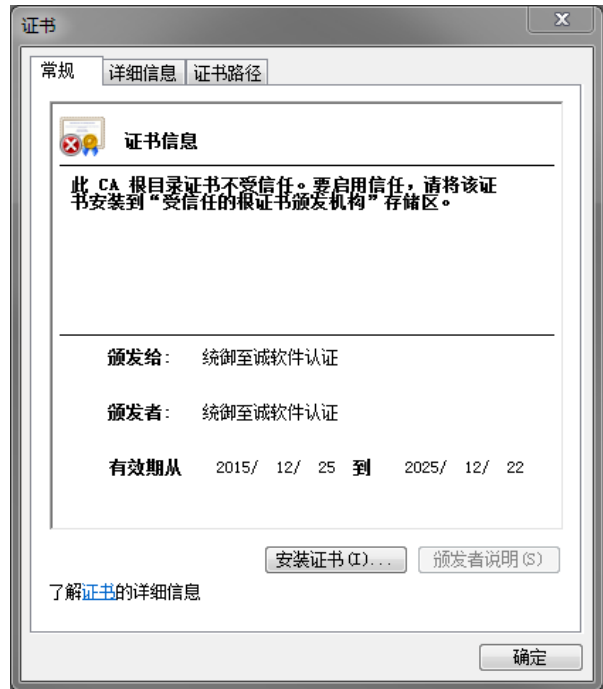 证书
常规 详细信息 证书路径
证书信息
此 CA 根目录证书不受信任。要启用信任，请将该证
书安装到“受信任的根证书颁发机构”存储区。
颁发给: 统御至诚软件认证
颁发者: 统御至诚软件认证
有效期从 2015/ 12/ 25 到 2025/ 12/ 22
安装证书(I)... 颁发者说明(S)
了解证书的详细信息
确定